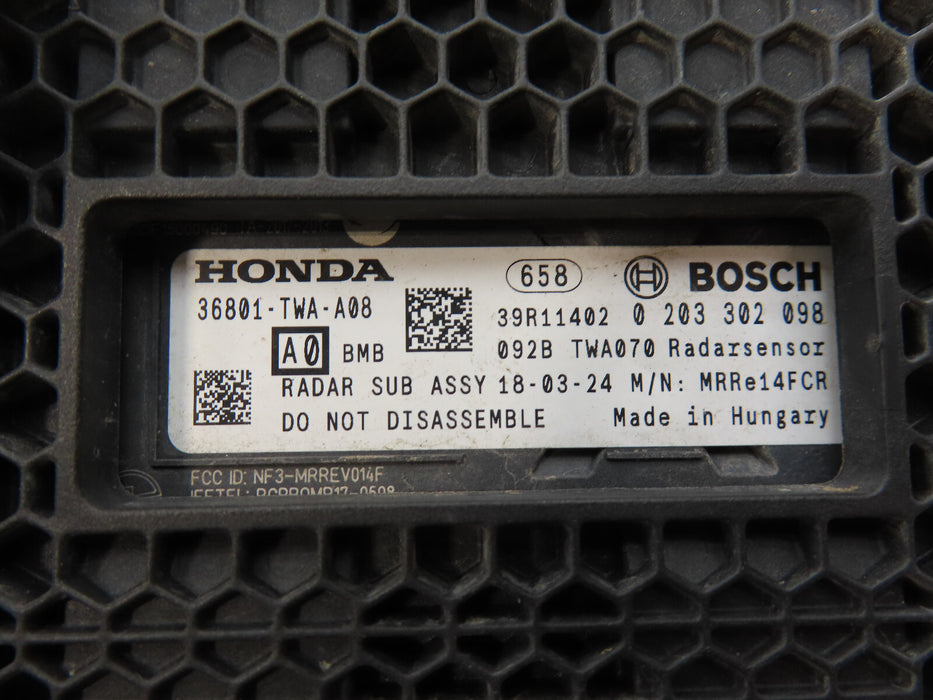 HONDA 658 BOSCH
36801-TWA-A08 39R11402 0 203 302 098
A0 BMB 092B TWA070 Radarsensor
RADAR SUB ASSY 18-03-24 M/N: MRRe14FCR
DO NOT DISASSEMBLE Made in Hungary
FCC ID: NF3-MRREVO14F